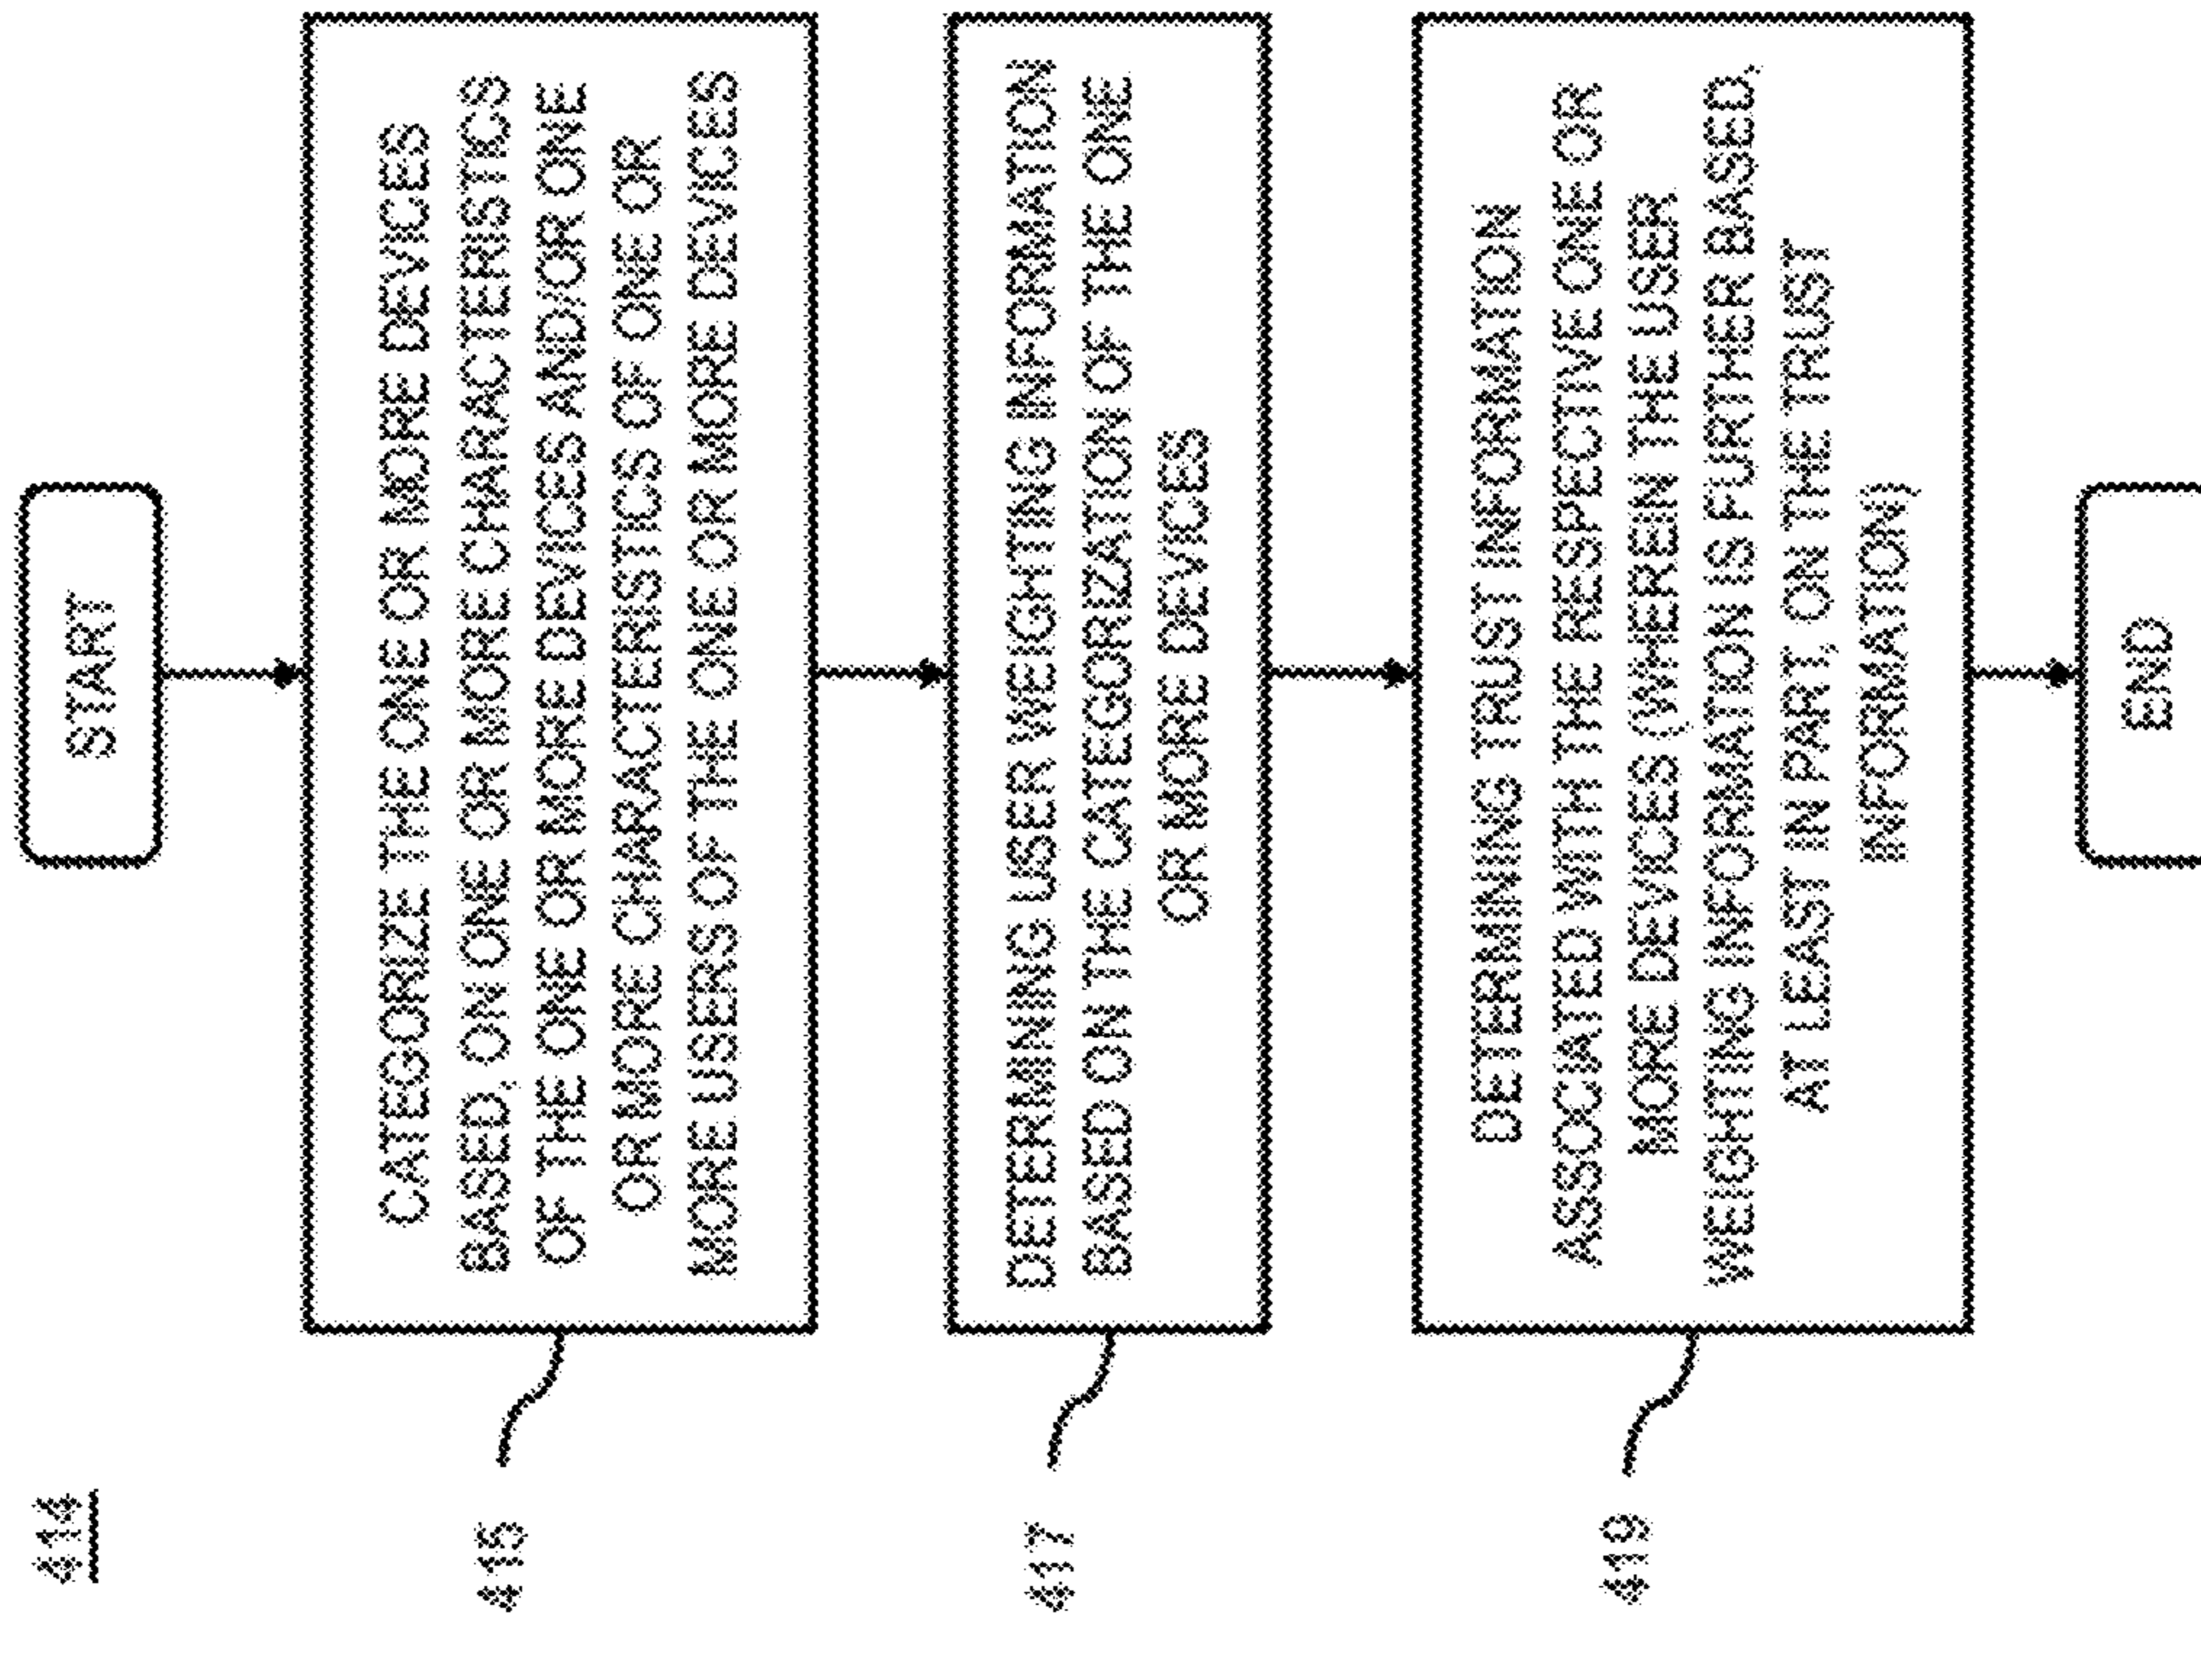 414
START
415
CATEGORIZE THE ONE OR MORE DEVICES
BASED, ON ONE OR MORE CHARACTERISTICS
OF THE ONE OR MORE DEVICES AND/OR ONE
OR MORE CHARACTERISTICS OF ONE OR
MORE USERS OF THE ONE OR MORE DEVICES
417
DETERMINING USER WEIGHTING INFORMATION
BASED ON THE CATEGORIZATION OF THE ONE
OR MORE DEVICES
419
DETERMINING TRUST INFORMATION
ASSOCIATED WITH THE RESPECTIVE ONE OR
MORE DEVICES (WHEREIN THE USER
WEIGHTING INFORMATION IS FURTHER BASED,
AT LEAST IN PART, ON THE TRUST
INFORMATION)
END